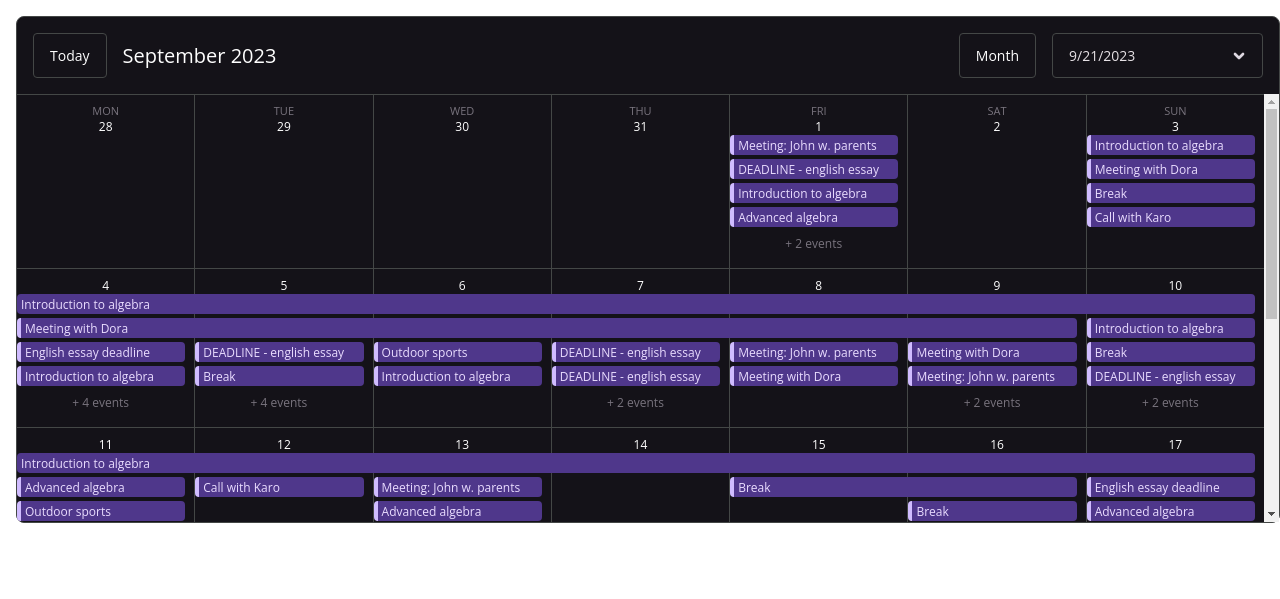 Today September 2023 Month 9/21/2023
MON TUE WED THU FRI SAT SUN
28 29 30 31 1 2 3
Meeting: John w. parents Introduction to algebra
DEADLINE - english essay Meeting with Dora
Introduction to algebra Break
Advanced algebra Call with Karo
+ 2 events
4 5 6 7 8 9 10
Introduction to algebra
Meeting with Dora Introduction to algebra
English essay deadline DEADLINE - english essay Outdoor sports DEADLINE - english essay Meeting: John w. parents Meeting with Dora Break
Introduction to algebra Break Introduction to algebra DEADLINE - english essay Meeting with Dora Meeting: John w. parents DEADLINE - english essay
+ 4 events + 4 events + 2 events + 2 events + 2 events
11 12 13 14 15 16 17
Introduction to algebra
Advanced algebra Call with Karo Meeting: John w. parents Break English essay deadline
Outdoor sports Advanced algebra Break Advanced algebra